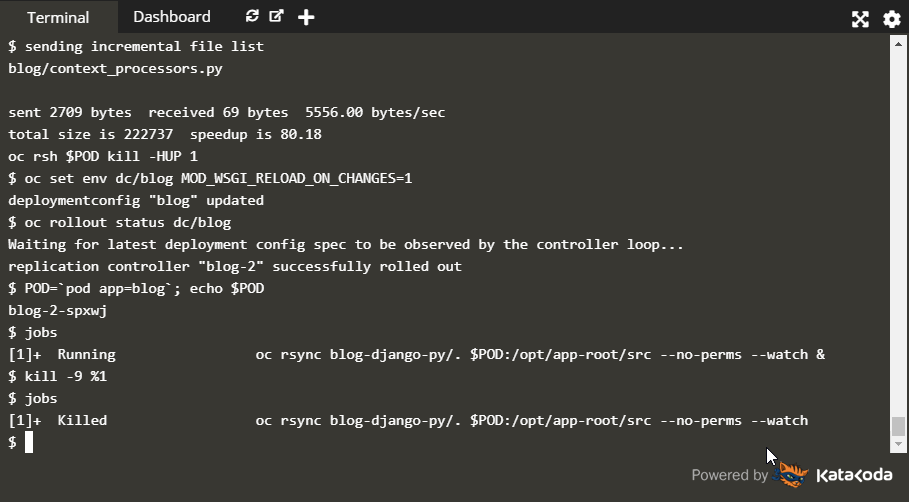 Terminal
Dashboard
$ sending incremental file list
blog/context_processors.py
sent 2709 bytes  received 69 bytes  5556.00 bytes/sec
total size is 222737  speedup is 80.18
oc rsh $POD kill -HUP 1
$ oc set env dc/blog MOD_WSGI_RELOAD_ON_CHANGES=1
deploymentconfig "blog" updated
$ oc rollout status dc/blog
Waiting for latest deployment config spec to be observed by the controller loop...
replication controller "blog-2" successfully rolled out
$ POD=`pod app=blog`; echo $POD
blog-2-spxwj
$ jobs
[1]+  Running                 oc rsync blog-django-py/. $POD:/opt/app-root/src --no-perms --watch &
$ kill -9 %1
$ jobs
[1]+  Killed                  oc rsync blog-django-py/. $POD:/opt/app-root/src --no-perms --watch
$
Powered by KataKoda